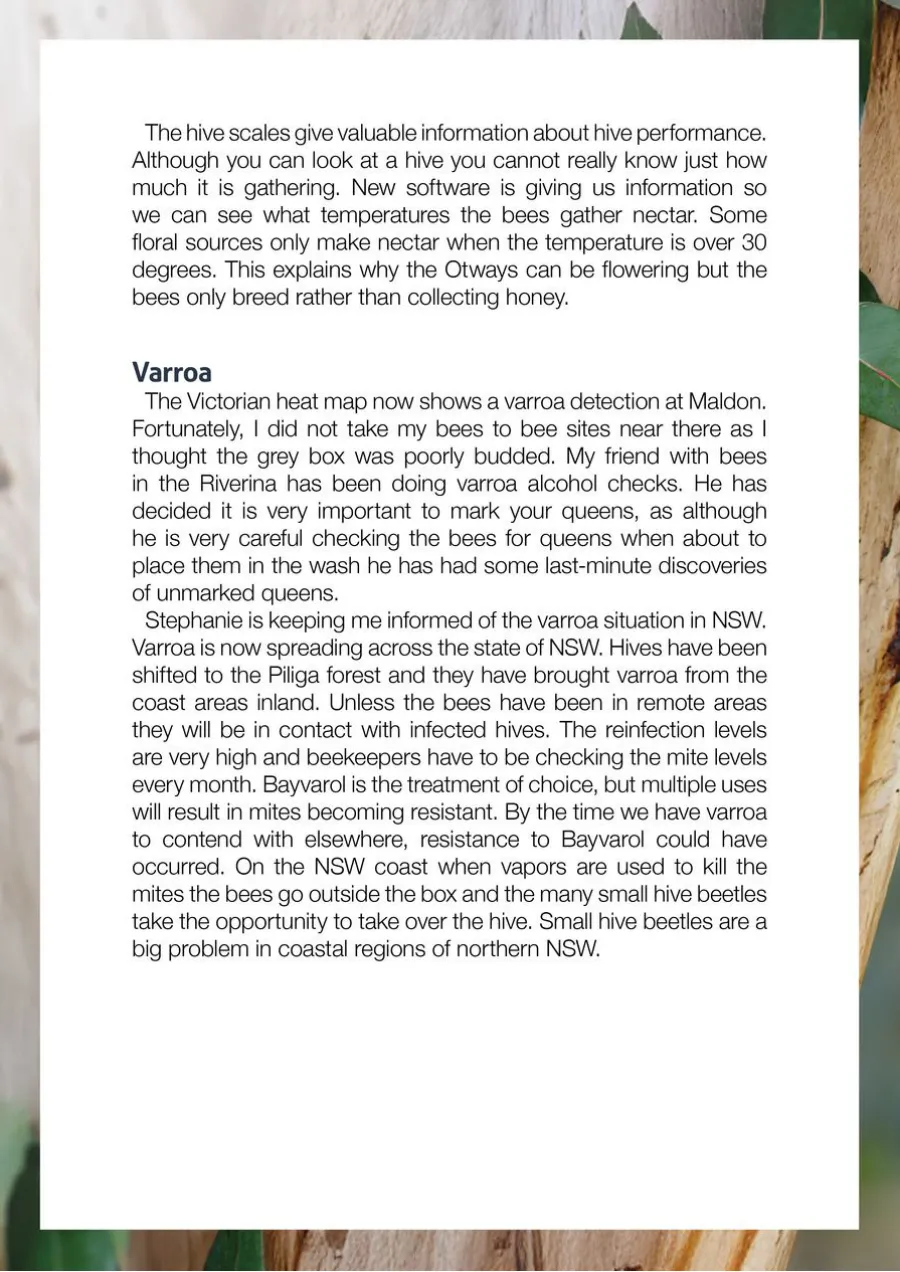 The hive scales give valuable information about hive performance.
Although you can look at a hive you cannot really know just how
much it is gathering. New software is giving us information so
we can see what temperatures the bees gather nectar. Some
floral sources only make nectar when the temperature is over 30
degrees. This explains why the Otways can be flowering but the
bees only breed rather than collecting honey.
Varroa
The Victorian heat map now shows a varroa detection at Maldon.
Fortunately, I did not take my bees to bee sites near there as I
thought the grey box was poorly budded. My friend with bees
in the Riverina has been doing varroa alcohol checks. He has
decided it is very important to mark your queens, as although
he is very careful checking the bees for queens when about to
place them in the wash he has had some last-minute discoveries
of unmarked queens.
Stephanie is keeping me informed of the varroa situation in NSW.
Varroa is now spreading across the state of NSW. Hives have been
shifted to the Piliga forest and they have brought varroa from the
coast areas inland. Unless the bees have been in remote areas
they will be in contact with infected hives. The reinfection levels
are very high and beekeepers have to be checking the mite levels
every month. Bayvarol is the treatment of choice, but multiple uses
will result in mites becoming resistant. By the time we have varroa
to contend with elsewhere, resistance to Bayvarol could have
occurred. On the NSW coast when vapors are used to kill the
mites the bees go outside the box and the many small hive beetles
take the opportunity to take over the hive. Small hive beetles are a
big problem in coastal regions of northern NSW.